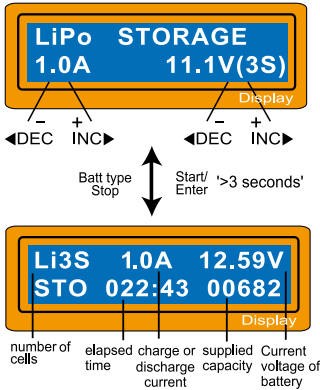 LiPo STORAGE
1.0A 11.1V(3S)
Display
− + − +
◀DEC INC▶ ◀DEC INC▶
Batt type Start/ '>3 seconds'
Stop Enter
Li3S 1.0A 12.59V
STO 022:43 00682
Display
number of cells
elapsed time
charge or discharge current
supplied capacity
Current voltage of battery